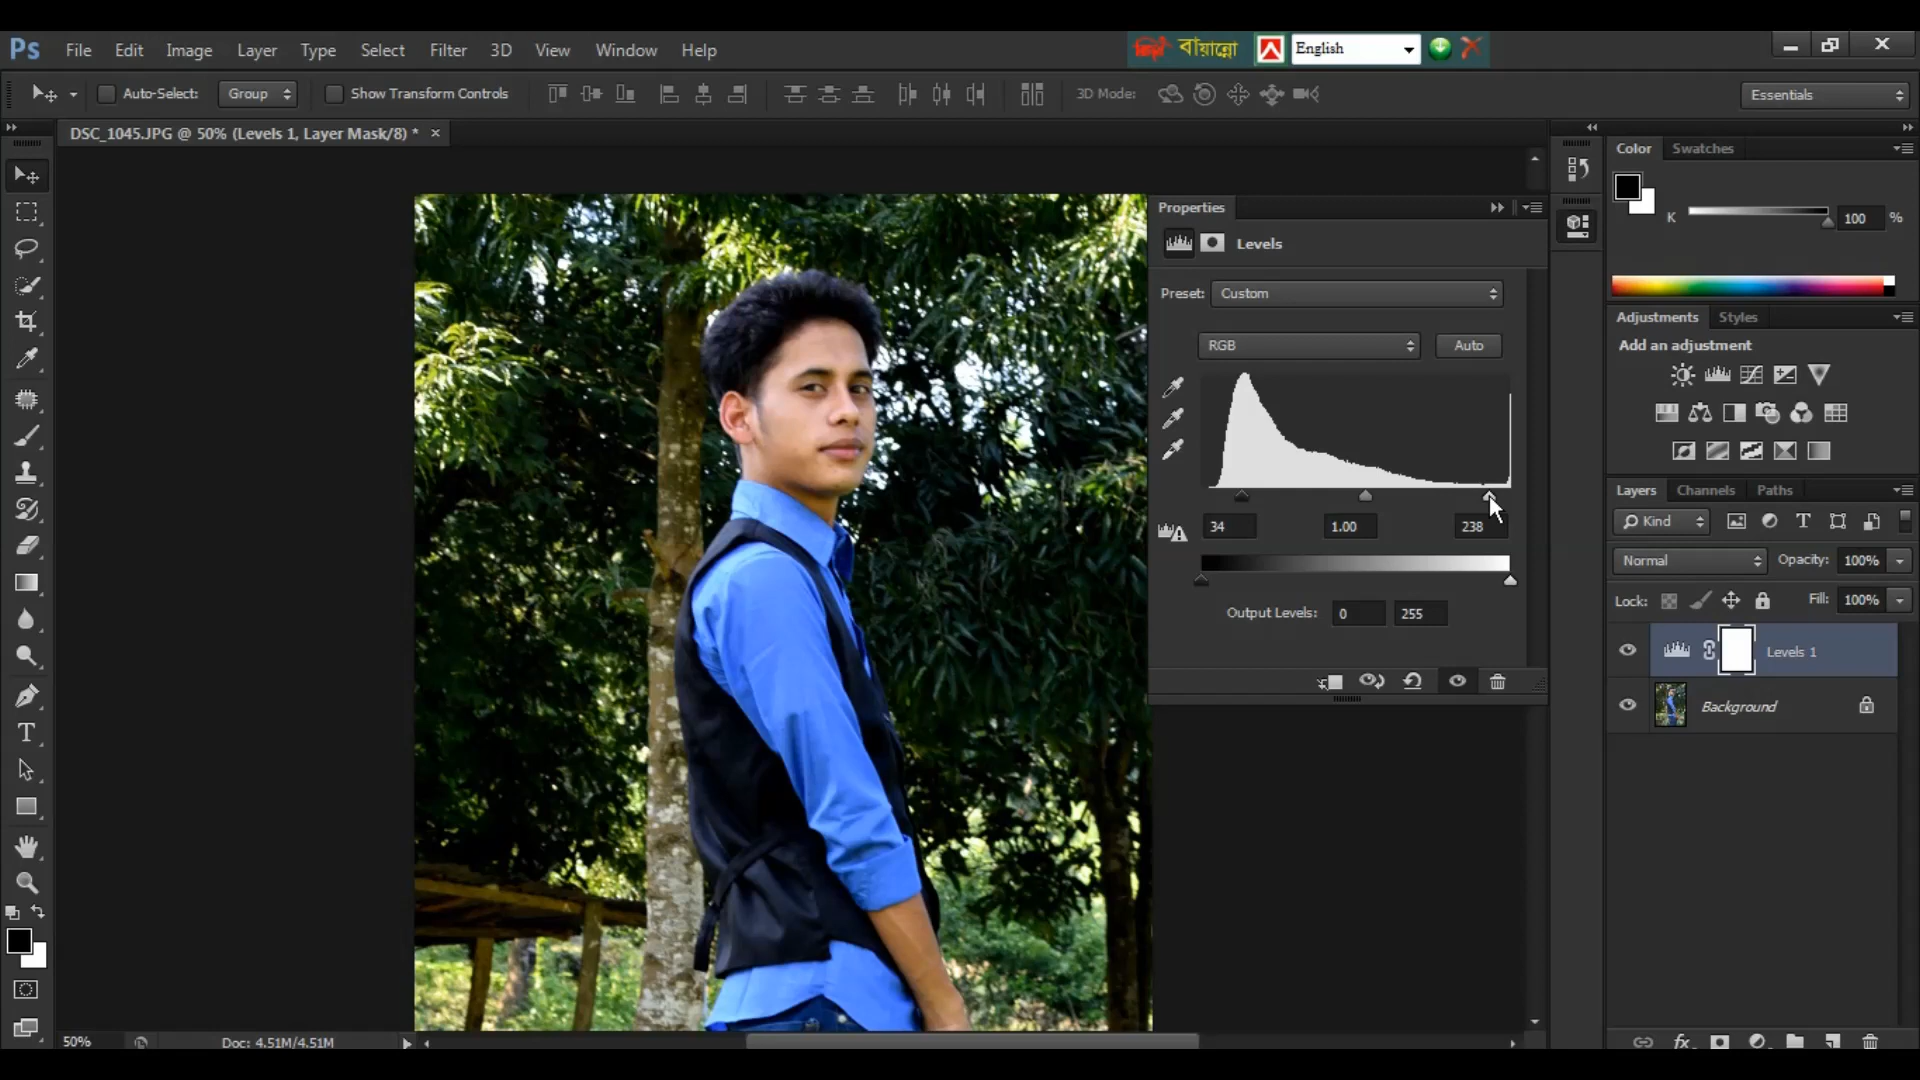 Ps File Edit Image Layer Type Select Filter 3D View Window Help
বায়ান্নো English
Auto-Select: Group Show Transform Controls 3D Mode: Essentials
DSC_1045.JPG @ 50% (Levels 1, Layer Mask/8) * ×
Color Swatches
K 100 %
Properties
Levels
Preset: Custom
RGB Auto
34 1.00 238
Output Levels: 0 255
Adjustments Styles
Add an adjustment
Layers Channels Paths
Kind T
Normal Opacity: 100%
Lock: Fill: 100%
Levels 1
Background
fx
50% Doc: 4.51M/4.51M